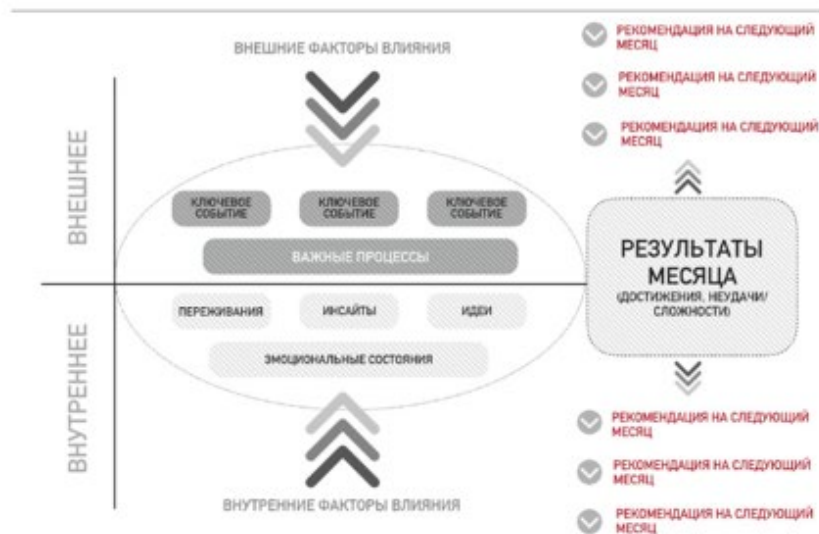 ВНЕШНИЕ ФАКТОРЫ ВЛИЯНИЯ
ВНЕШНЕЕ
КЛЮЧЕВОЕ
СОБЫТИЕ
КЛЮЧЕВОЕ
СОБЫТИЕ
КЛЮЧЕВОЕ
СОБЫТИЕ
ВАЖНЫЕ ПРОЦЕССЫ
ВНУТРЕННЕЕ
ПЕРЕЖИВАНИЯ
ИНСАЙТЫ
ИДЕИ
ЭМОЦИОНАЛЬНЫЕ СОСТОЯНИЯ
ВНУТРЕННИЕ ФАКТОРЫ ВЛИЯНИЯ
РЕКОМЕНДАЦИЯ НА СЛЕДУЮЩИЙ
МЕСЯЦ
РЕКОМЕНДАЦИЯ НА СЛЕДУЮЩИЙ
МЕСЯЦ
РЕКОМЕНДАЦИЯ НА СЛЕДУЮЩИЙ
МЕСЯЦ
РЕЗУЛЬТАТЫ
МЕСЯЦА
(ДОСТИЖЕНИЯ, НЕУДАЧИ/
СЛОЖНОСТИ)
РЕКОМЕНДАЦИЯ НА СЛЕДУЮЩИЙ
МЕСЯЦ
РЕКОМЕНДАЦИЯ НА СЛЕДУЮЩИЙ
МЕСЯЦ
РЕКОМЕНДАЦИЯ НА СЛЕДУЮЩИЙ
МЕСЯЦ